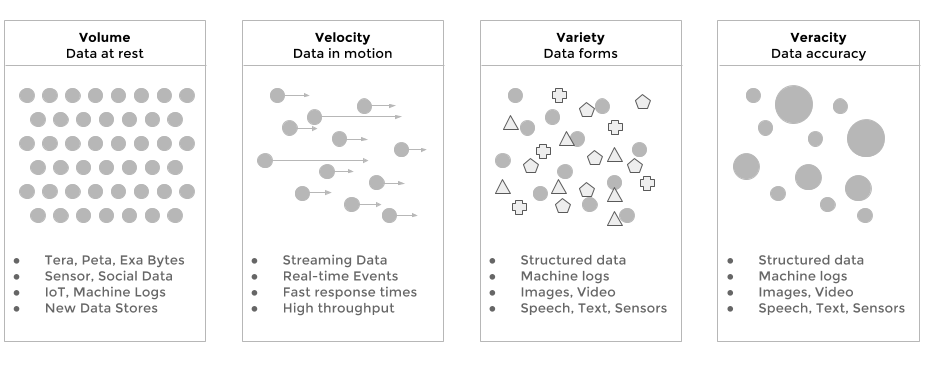 Volume
Data at rest
● Tera, Peta, Exa Bytes
● Sensor, Social Data
● IoT, Machine Logs
● New Data Stores
Velocity
Data in motion
● Streaming Data
● Real-time Events
● Fast response times
● High throughput
Variety
Data forms
● Structured data
● Machine logs
● Images, Video
● Speech, Text, Sensors
Veracity
Data accuracy
● Structured data
● Machine logs
● Images, Video
● Speech, Text, Sensors